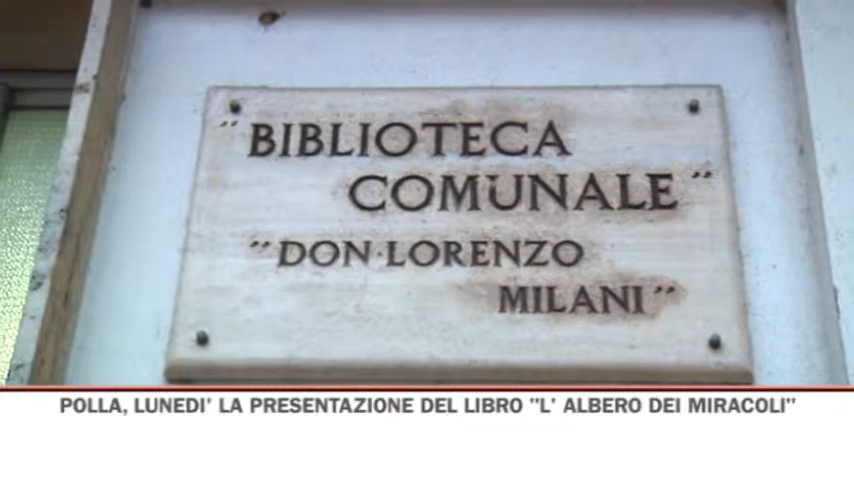 "BIBLIOTECA
COMUNALE"
"DON·LORENZO
MILANI"
POLLA, LUNEDI' LA PRESENTAZIONE DEL LIBRO "L' ALBERO DEI MIRACOLI"